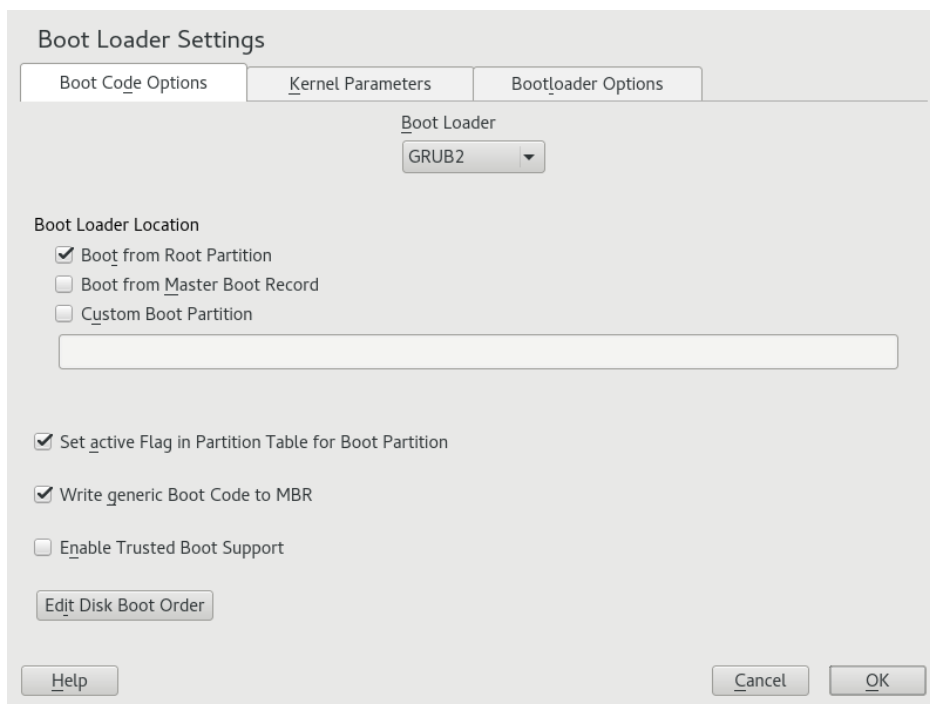 Boot Loader Settings
Boot Code Options
Kernel Parameters
Bootloader Options
Boot Loader
GRUB2
Boot Loader Location
Boot from Root Partition
Boot from Master Boot Record
Custom Boot Partition
Set active Flag in Partition Table for Boot Partition
Write generic Boot Code to MBR
Enable Trusted Boot Support
Edit Disk Boot Order
Help
Cancel
OK